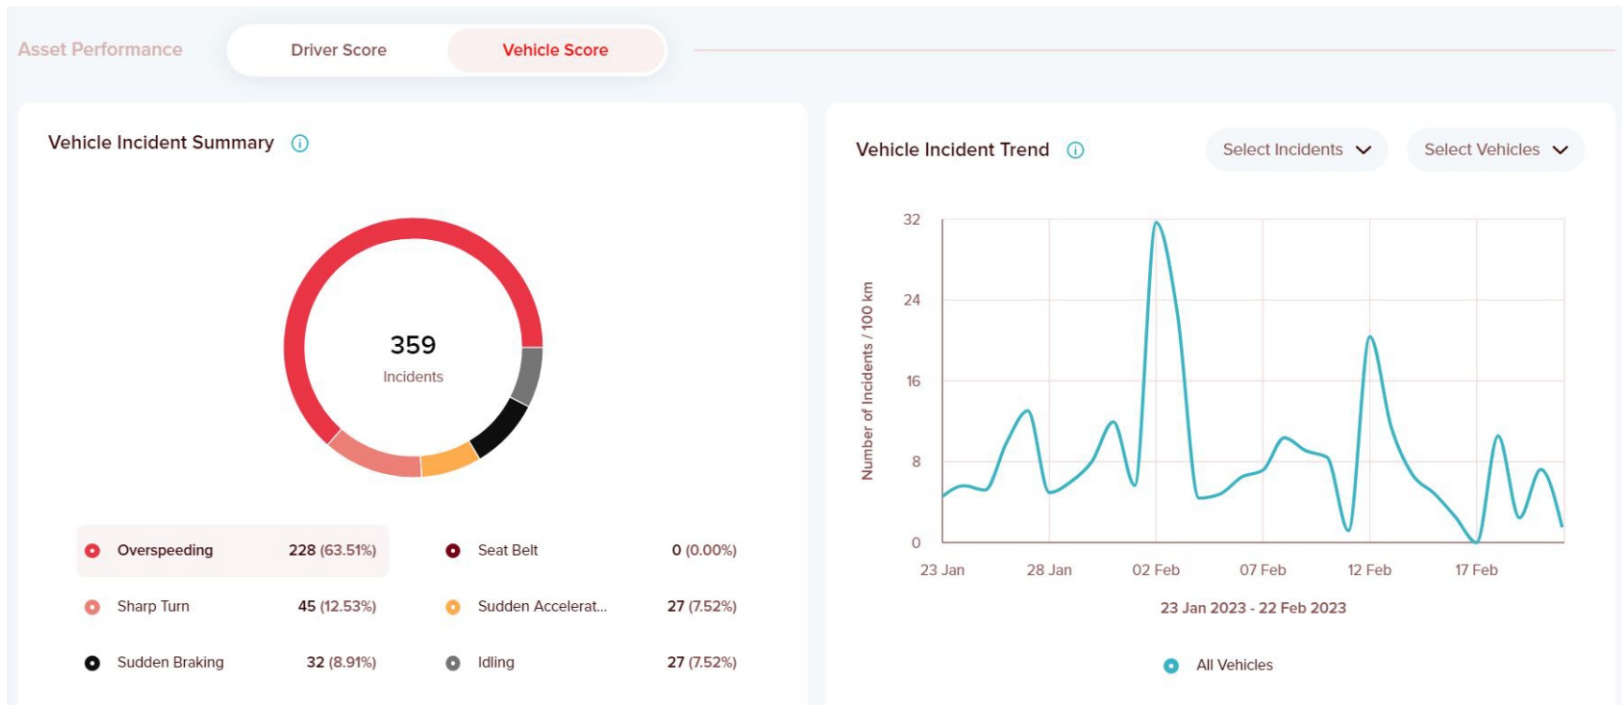 Asset Performance
Driver Score
Vehicle Score
Vehicle Incident Summary
359
Incidents
Overspeeding 228 (63.51%)
Seat Belt 0 (0.00%)
Sharp Turn 45 (12.53%)
Sudden Accelerat... 27 (7.52%)
Sudden Braking 32 (8.91%)
Idling 27 (7.52%)
Vehicle Incident Trend
Select Incidents
Select Vehicles
Number of Incidents / 100 km
32
24
16
8
0
23 Jan 28 Jan 02 Feb 07 Feb 12 Feb 17 Feb
23 Jan 2023 - 22 Feb 2023
All Vehicles